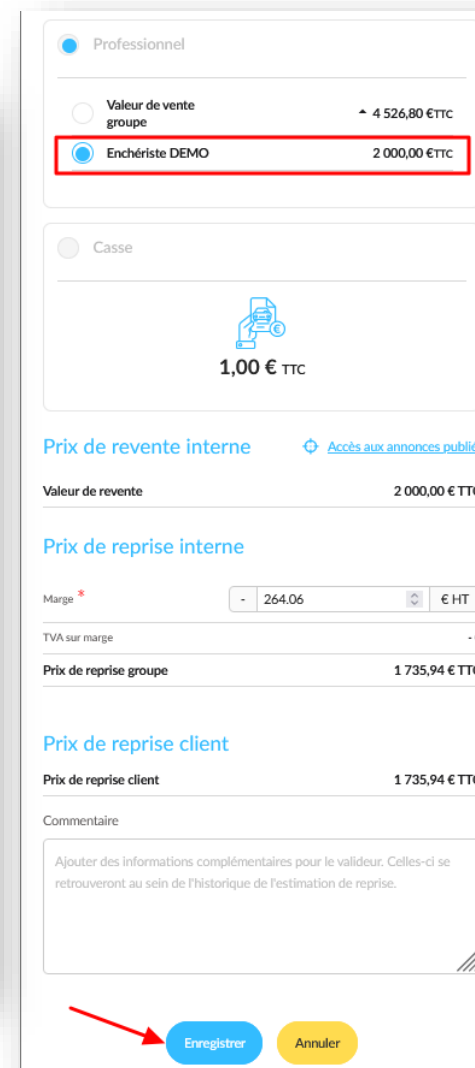 Professionnel
Valeur de vente
groupe
4 526,80 €TTC
Enchériste DEMO 2 000,00 €TTC
Casse
1,00 € TTC
Prix de revente interne Accès aux annonces publié
Valeur de revente 2 000,00 € TTC
Prix de reprise interne
Marge * - 264.06 € HT
TVA sur marge -
Prix de reprise groupe 1 735,94 € TTC
Prix de reprise client
Prix de reprise client 1 735,94 € TTC
Commentaire
Ajouter des informations complémentaires pour le valideur. Celles-ci se
retrouveront au sein de l'historique de l'estimation de reprise.
Enregistrer Annuler